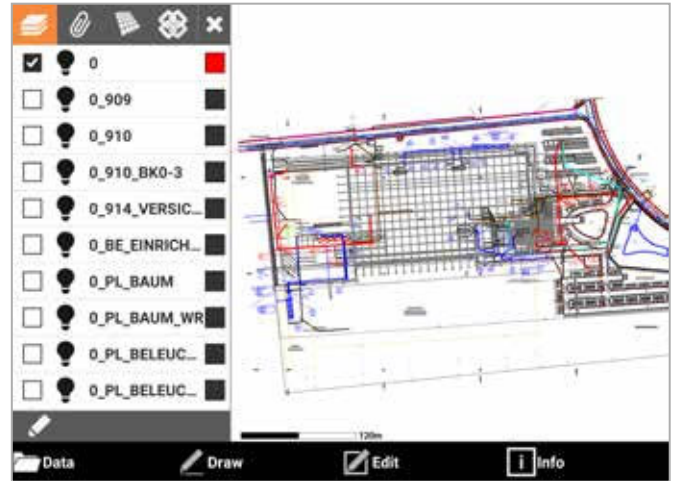 0
0_909
0_910
0_910_BK0-3
0_914_VERSIC...
0_BE_EINRICH...
0_PL_BAUM
0_PL_BAUM_WR
0_PL_BELEUC...
0_PL_BELEUC...
120m
Data
Draw
Edit
i Info